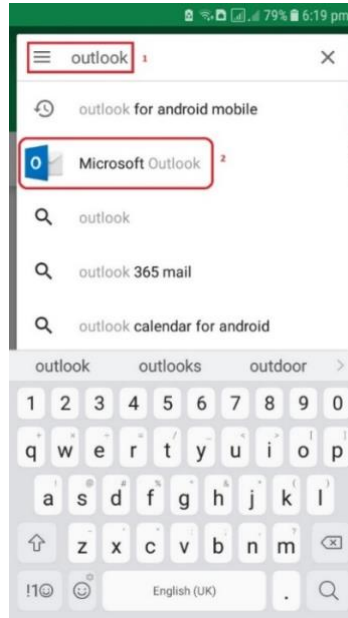 79% 6:19 pm
outlook 1
outlook for android mobile
Microsoft Outlook 2
outlook
outlook 365 mail
outlook calendar for android
outlook outlooks outdoor
1 2 3 4 5 6 7 8 9 0
q w e r t y u i o p
a s d f g h j k l
z x c v b n m
!1☺ English (UK) .